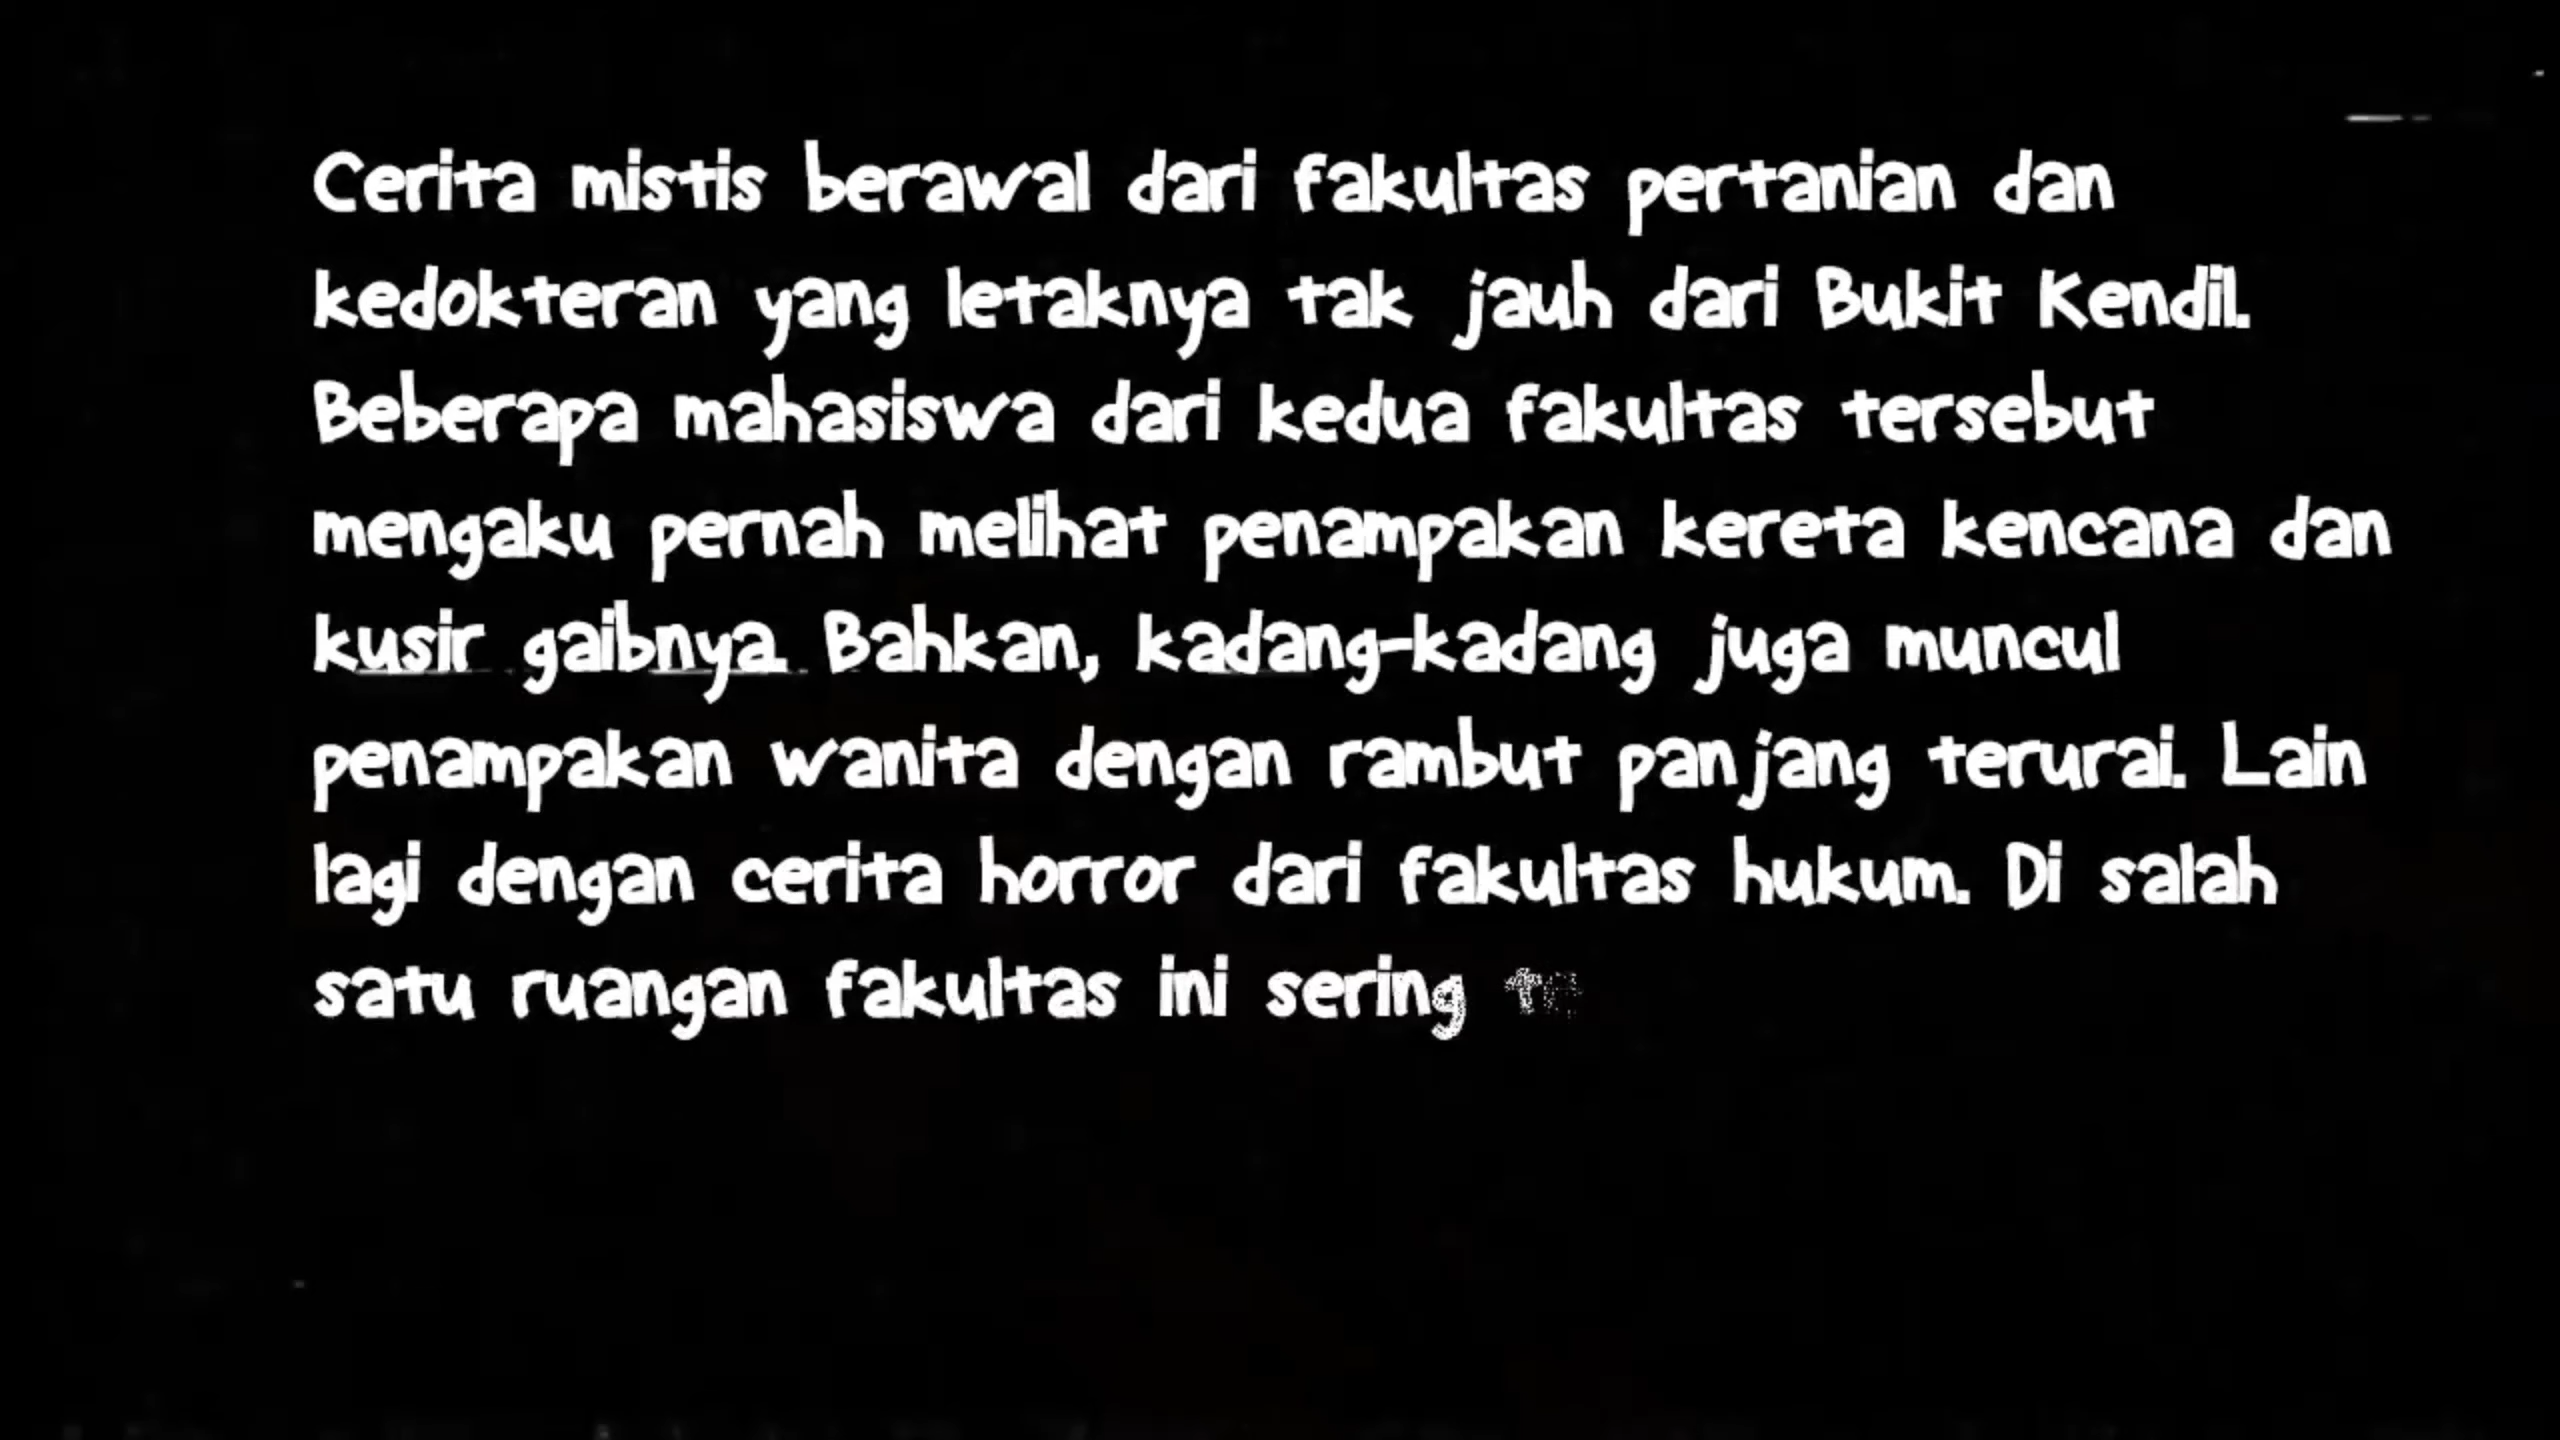 Cerita mistis berawal dari fakultas pertanian dan
kedokteran yang letaknya tak jauh dari Bukit Kendil.
Beberapa mahasiswa dari kedua fakultas tersebut
mengaku pernah melihat penampakan kereta kencana dan
kusir gaibnya. Bahkan, kadang-kadang juga muncul
penampakan wanita dengan rambut panjang terurai. Lain
lagi dengan cerita horror dari fakultas hukum. Di salah
satu ruangan fakultas ini sering